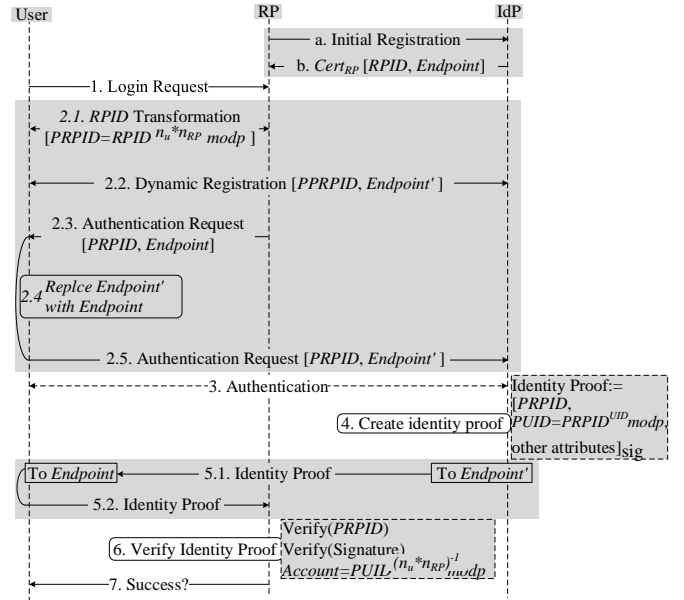 User RP IdP
a. Initial Registration
b. Cert_RP [RPID, Endpoint]
1. Login Request
2.1. RPID Transformation
[PRPID=RPID n_u*n_RP modp ]
2.2. Dynamic Registration [PPRPID, Endpoint' ]
2.3. Authentication Request
[PRPID, Endpoint]
2.4 Replce Endpoint'
with Endpoint
2.5. Authentication Request [PRPID, Endpoint' ]
3. Authentication
Identity Proof:=
[PRPID,
PUID=PRPID^UID modp,
other attributes]sig
4. Create identity proof
To Endpoint 5.1. Identity Proof To Endpoint'
5.2. Identity Proof
Verify(PRPID)
Verify(Signature)
Account=PUID (n_u*n_RP)^-1 modp
6. Verify Identity Proof
7. Success?